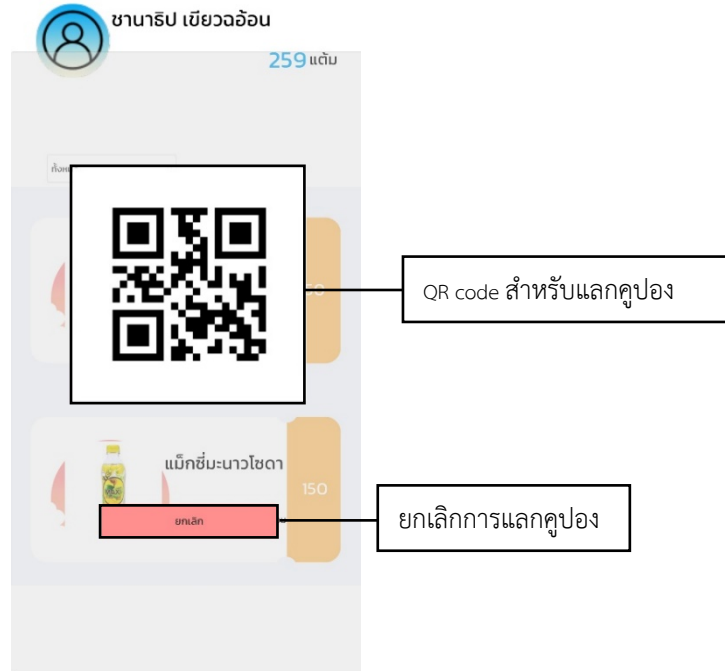 ชานาธิป เขียวฉอ้อน
259 แต้ม
QR code สำหรับแลกคูปอง
แม็กซี่มะนาวโซดา
150
ยกเลิก
ยกเลิกการแลกคูปอง